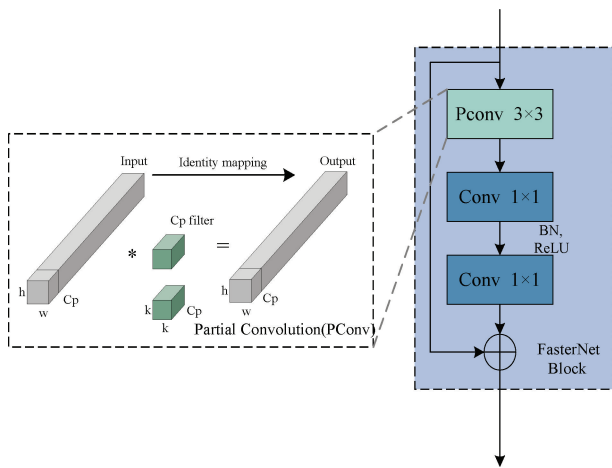 Input
Identity mapping
Output
Cp filter
*
=
h
w
Cp
k
k
Cp
h
w
Cp
Partial Convolution(PConv)
Pconv 3×3
Conv 1×1
BN,
ReLU
Conv 1×1
FasterNet
Block